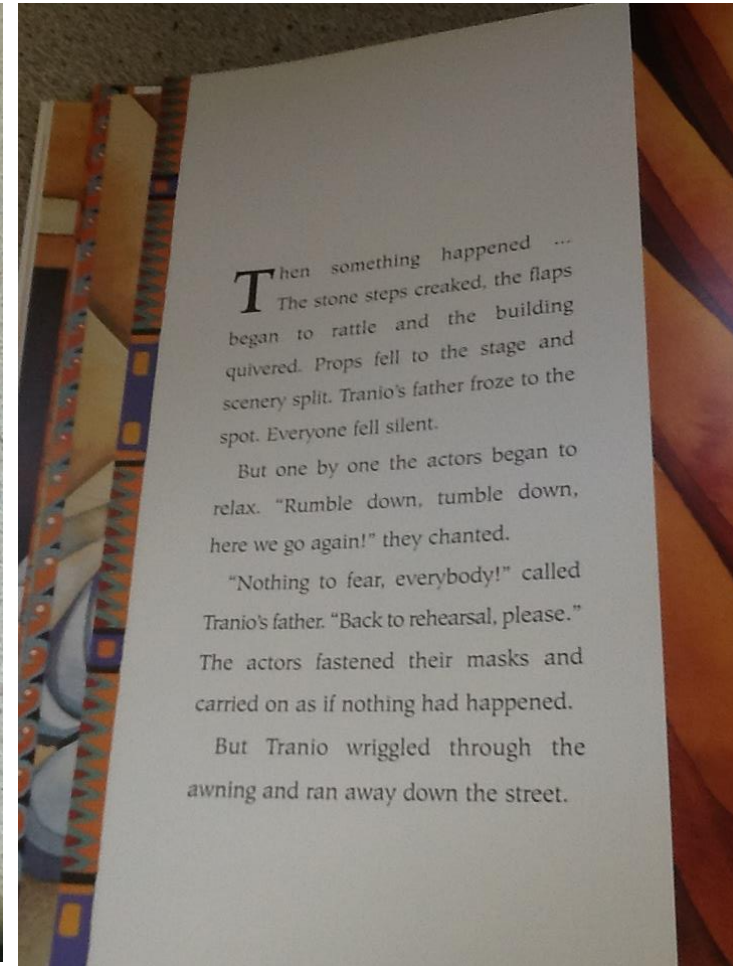 Then something happened ...
The stone steps creaked, the flaps
began to rattle and the building
quivered. Props fell to the stage and
scenery split. Tranio’s father froze to the
spot. Everyone fell silent.
But one by one the actors began to
relax. “Rumble down, tumble down,
here we go again!” they chanted.
“Nothing to fear, everybody!” called
Tranio’s father. “Back to rehearsal, please.”
The actors fastened their masks and
carried on as if nothing had happened.
But Tranio wriggled through the
awning and ran away down the street.